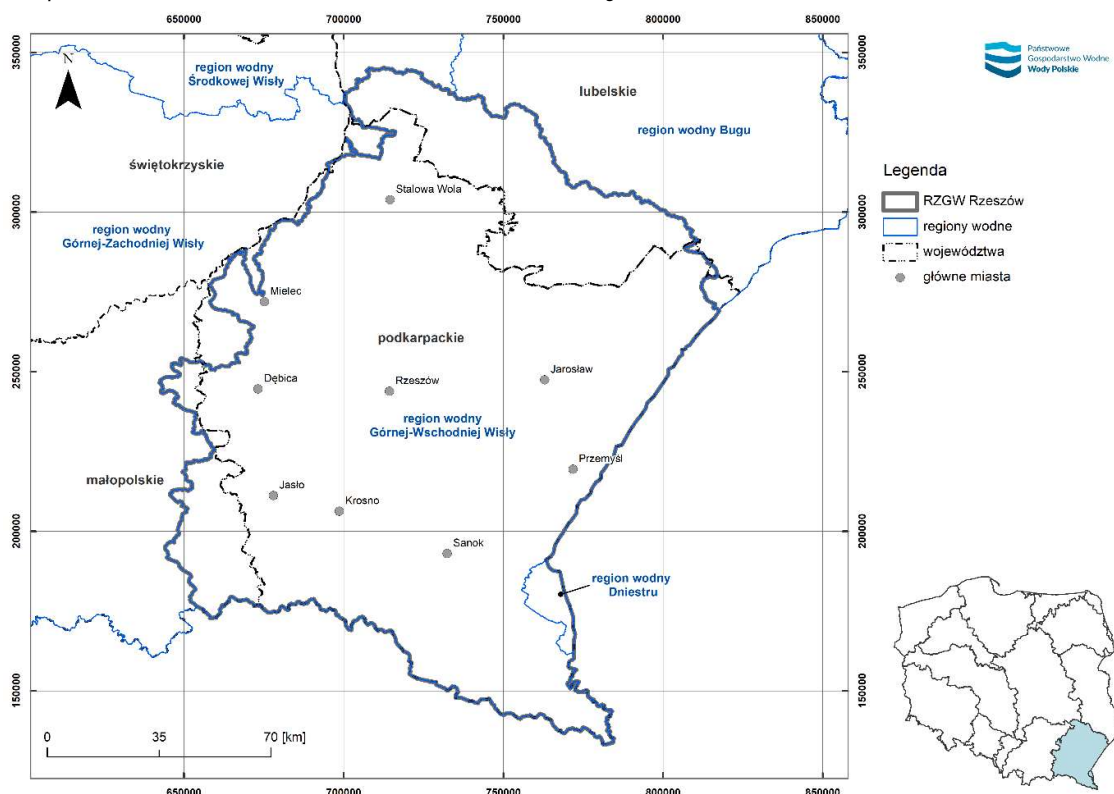 650000 700000 750000 800000 850000
350000 350000
N
region wodny
Środkowej Wisły
lubelskie
region wodny Bugu
świętokrzyskie
Stalowa Wola
300000 300000
region wodny
Górnej-Zachodniej Wisły
Mielec
podkarpackie
250000 250000
Dębica
Rzeszów
Jarosław
region wodny
Górnej-Wschodniej Wisły
Przemyśl
małopolskie
Jasło
Krosno
200000 200000
Sanok
region wodny
Dniestru
150000 150000
0 35 70 [km]
650000 700000 750000 800000 850000
Państwowe
Gospodarstwo Wodne
Wody Polskie
Legenda
RZGW Rzeszów
regiony wodne
województwa
główne miasta